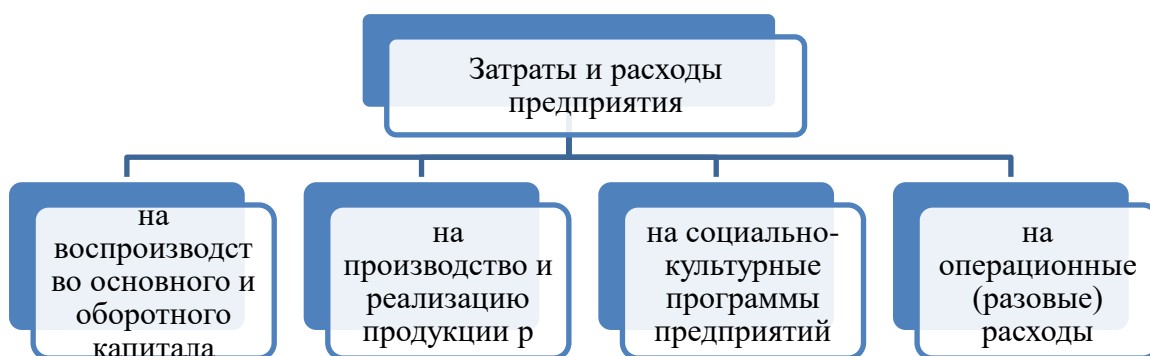 Затраты и расходы
предприятия
на
воспроизводст
во основного и
оборотного
капитала
на
производство и
реализацию
продукции р
на социально-
культурные
программы
предприятий
на
операционные
(разовые)
расходы